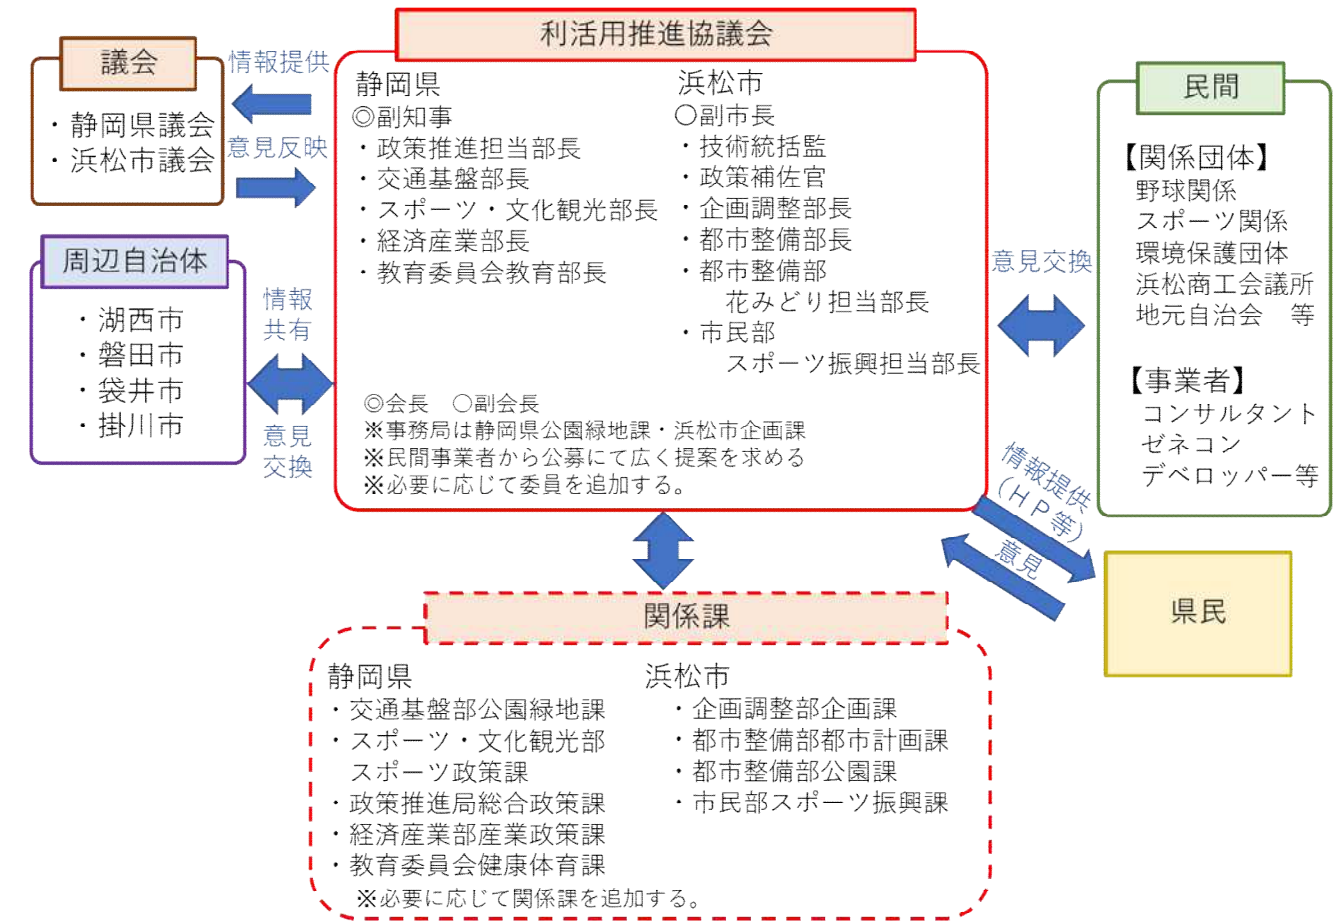 利活用推進協議会
静岡県
◎副知事
・政策推進担当部長
・交通基盤部長
・スポーツ・文化観光部長
・経済産業部長
・教育委員会教育部長
浜松市
○副市長
・技術統括監
・政策補佐官
・企画調整部長
・都市整備部長
・都市整備部
花みどり担当部長
・市民部
スポーツ振興担当部長
◎会長　○副会長
※事務局は静岡県公園緑地課・浜松市企画課
※民間事業者から公募にて広く提案を求める
※必要に応じて委員を追加する。
議会
・静岡県議会
・浜松市議会
情報提供
意見反映
周辺自治体
・湖西市
・磐田市
・袋井市
・掛川市
情報
共有
意見
交換
民間
【関係団体】
野球関係
スポーツ関係
環境保護団体
浜松商工会議所
地元自治会　等
【事業者】
コンサルタント
ゼネコン
デベロッパー等
意見交換
情報提供
（ＨＰ等）
意見
県民
関係課
静岡県
・交通基盤部公園緑地課
・スポーツ・文化観光部
スポーツ政策課
・政策推進局総合政策課
・経済産業部産業政策課
・教育委員会健康体育課
浜松市
・企画調整部企画課
・都市整備部都市計画課
・都市整備部公園課
・市民部スポーツ振興課
※必要に応じて関係課を追加する。